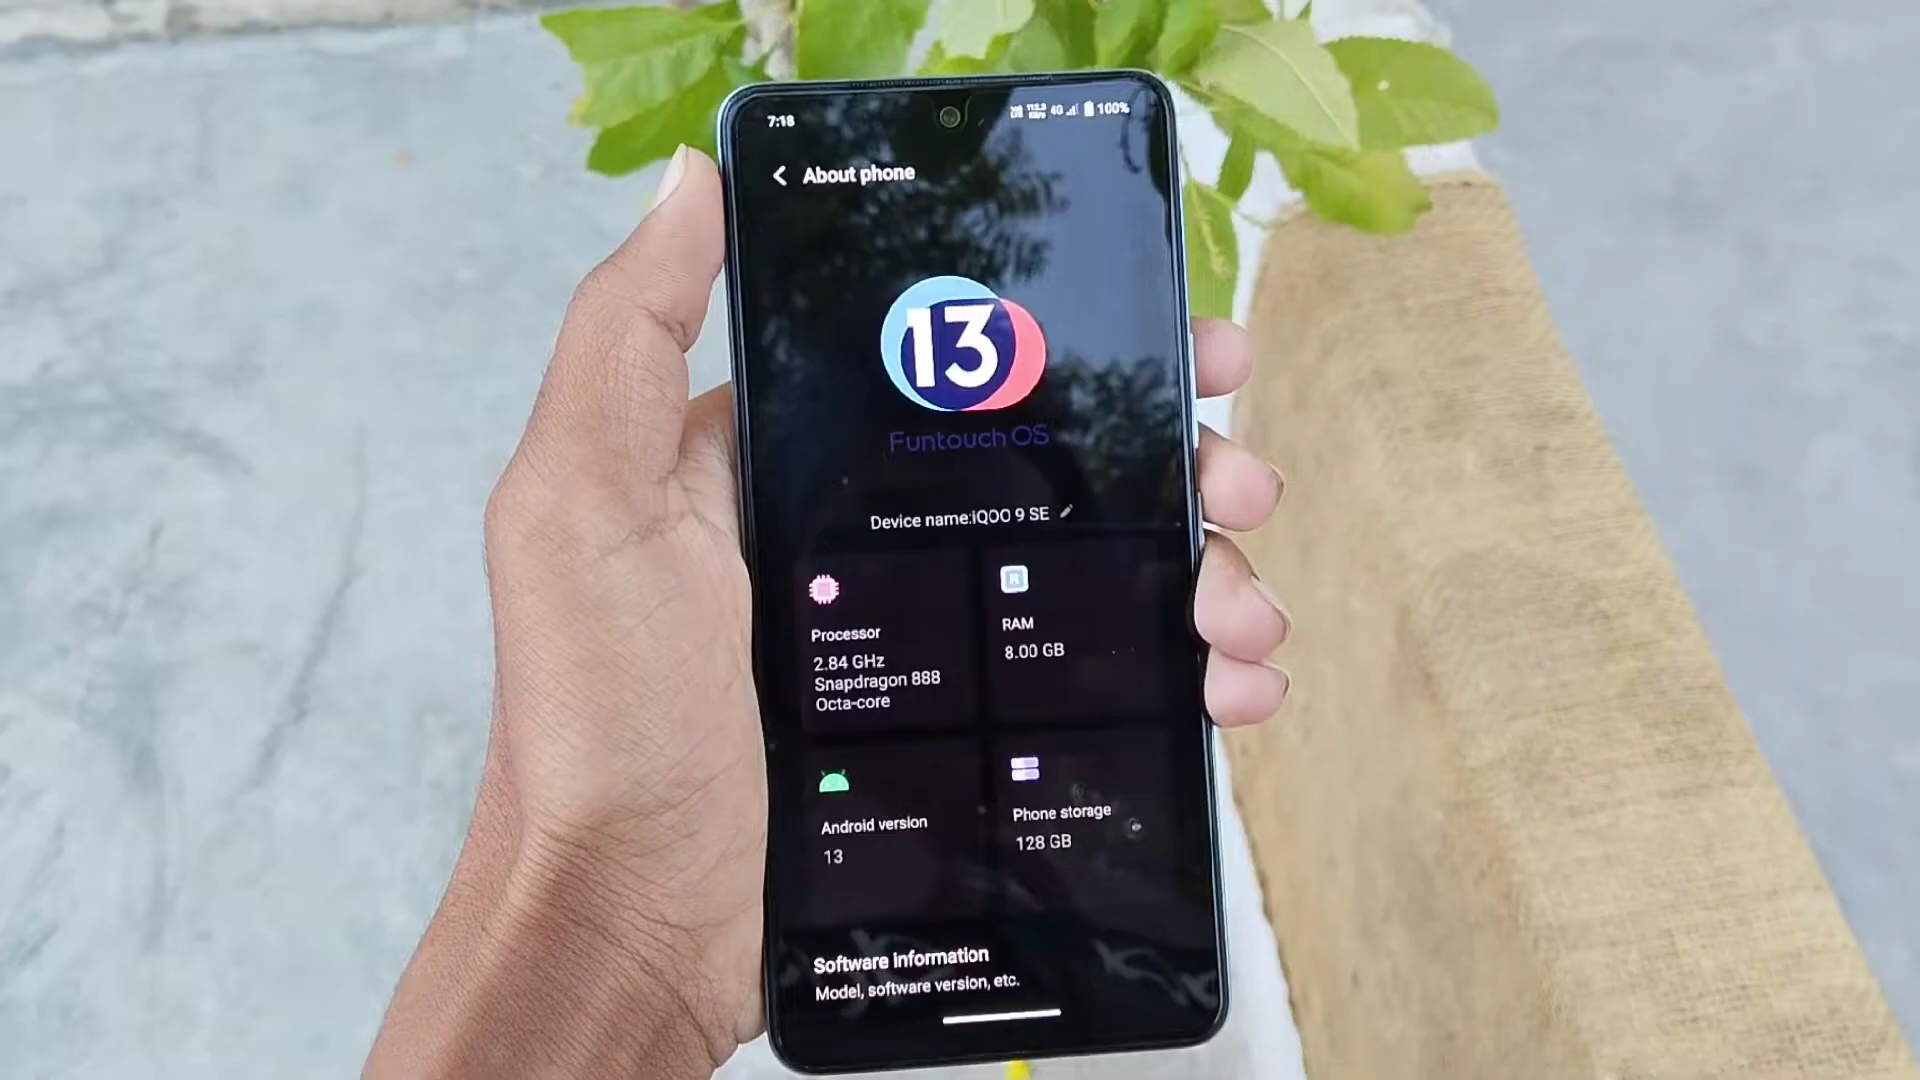 7:18
4G 100%
About phone
13
Funtouch OS
Device name:iQOO 9 SE
Processor
2.84 GHz
Snapdragon 888
Octa-core
R
RAM
8.00 GB
Android version
13
Phone storage
128 GB
Software information
Model, software version, etc.